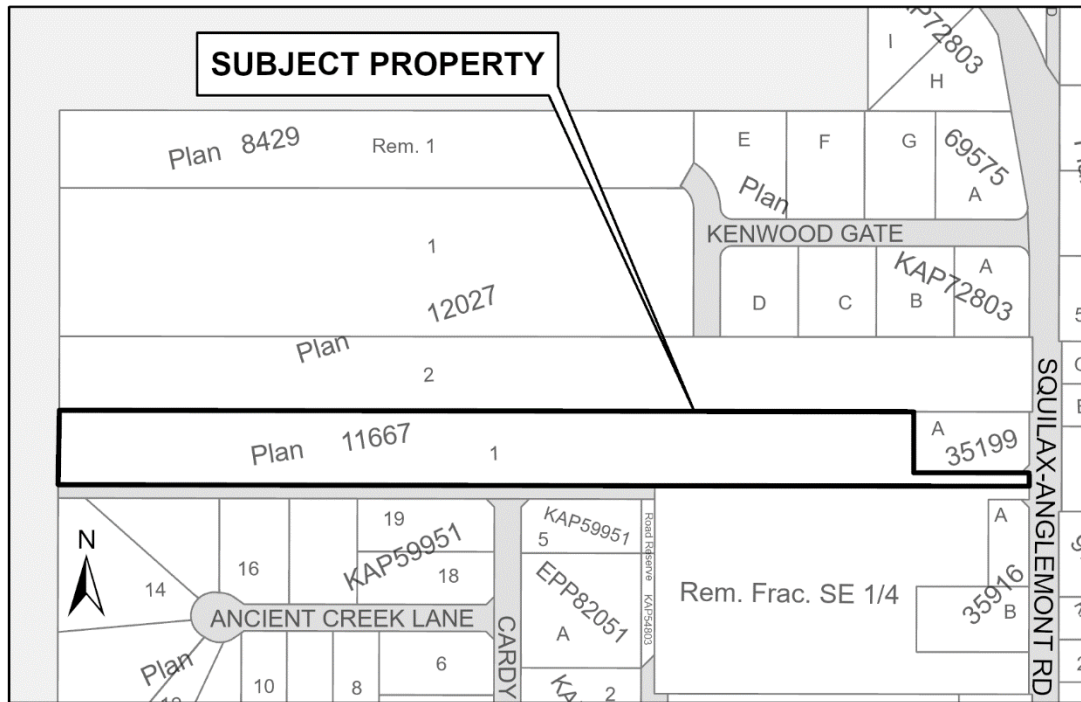 SUBJECT PROPERTY
KAP72803
I
H
Plan 8429
Rem. 1
E
F
G
69575
A
Plan
KENWOOD GATE
1
12027
A
KAP72803
D
C
B
Plan
2
SQUILAX-ANGLEMONT RD
Plan 11667
1
A
35199
N
19
KAP59951
18
16
14
KAP59951
5
Road Reserve KAP54803
EPP82051
A
Rem. Frac. SE 1/4
A
35916
B
ANCIENT CREEK LANE
CARDY
Plan
10
8
6
2